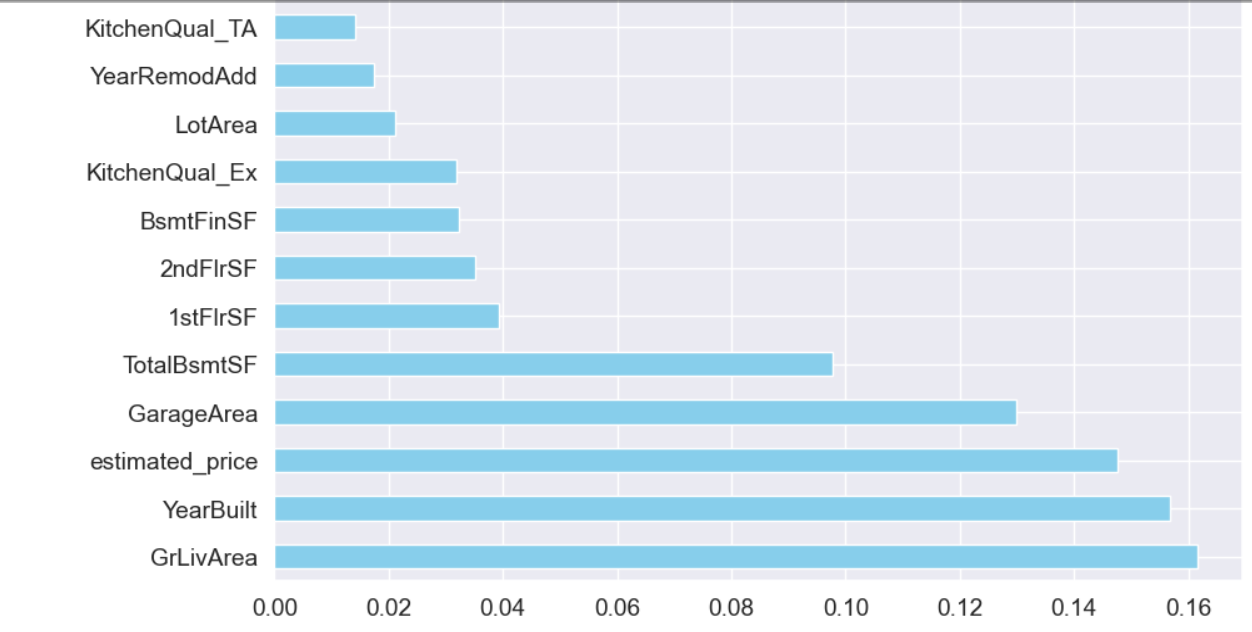 KitchenQual_TA
YearRemodAdd
LotArea
KitchenQual_Ex
BsmtFinSF
2ndFlrSF
1stFlrSF
TotalBsmtSF
GarageArea
estimated_price
YearBuilt
GrLivArea
0.00 0.02 0.04 0.06 0.08 0.10 0.12 0.14 0.16